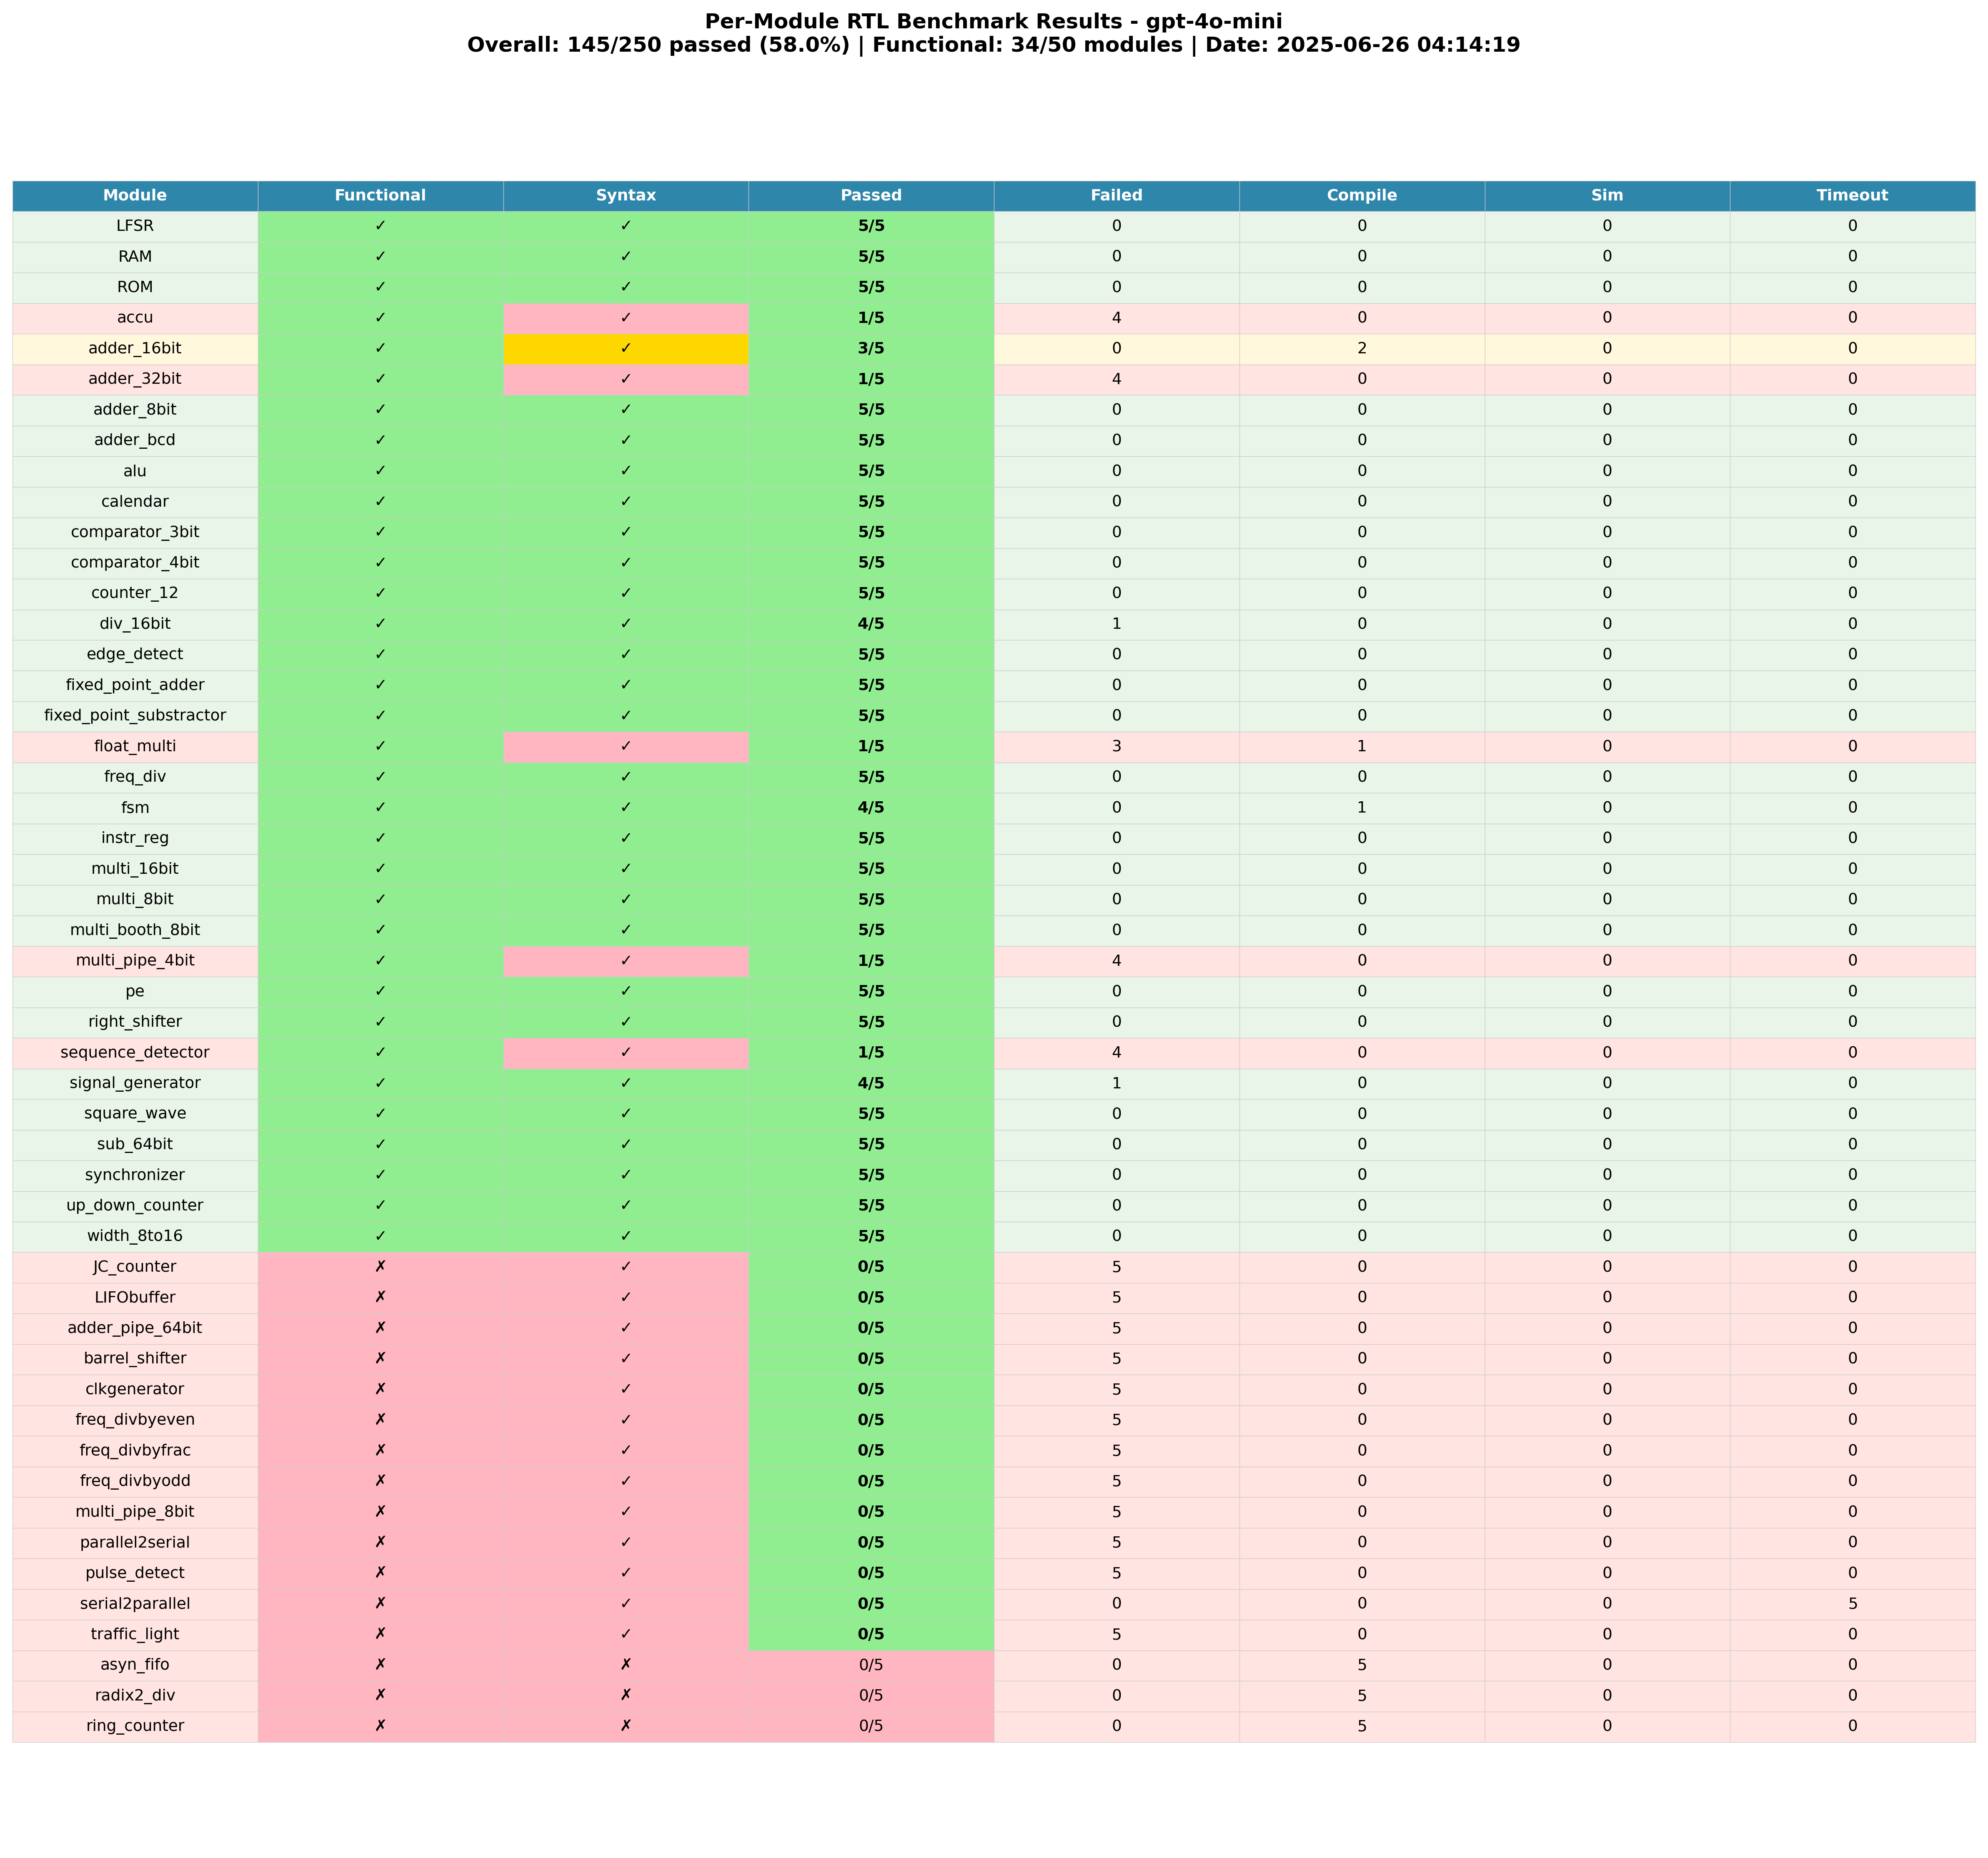 Per-Module RTL Benchmark Results - gpt-4o-mini
Overall: 145/250 passed (58.0%) | Functional: 34/50 modules | Date: 2025-06-26 04:14:19
Module Functional Syntax Passed Failed Compile Sim Timeout
LFSR ✓ ✓ 5/5 0 0 0 0
RAM ✓ ✓ 5/5 0 0 0 0
ROM ✓ ✓ 5/5 0 0 0 0
accu ✓ ✓ 1/5 4 0 0 0
adder_16bit ✓ ✓ 3/5 0 2 0 0
adder_32bit ✓ ✓ 1/5 4 0 0 0
adder_8bit ✓ ✓ 5/5 0 0 0 0
adder_bcd ✓ ✓ 5/5 0 0 0 0
alu ✓ ✓ 5/5 0 0 0 0
calendar ✓ ✓ 5/5 0 0 0 0
comparator_3bit ✓ ✓ 5/5 0 0 0 0
comparator_4bit ✓ ✓ 5/5 0 0 0 0
counter_12 ✓ ✓ 5/5 0 0 0 0
div_16bit ✓ ✓ 4/5 1 0 0 0
edge_detect ✓ ✓ 5/5 0 0 0 0
fixed_point_adder ✓ ✓ 5/5 0 0 0 0
fixed_point_substractor ✓ ✓ 5/5 0 0 0 0
float_multi ✓ ✓ 1/5 3 1 0 0
freq_div ✓ ✓ 5/5 0 0 0 0
fsm ✓ ✓ 4/5 0 1 0 0
instr_reg ✓ ✓ 5/5 0 0 0 0
multi_16bit ✓ ✓ 5/5 0 0 0 0
multi_8bit ✓ ✓ 5/5 0 0 0 0
multi_booth_8bit ✓ ✓ 5/5 0 0 0 0
multi_pipe_4bit ✓ ✓ 1/5 4 0 0 0
pe ✓ ✓ 5/5 0 0 0 0
right_shifter ✓ ✓ 5/5 0 0 0 0
sequence_detector ✓ ✓ 1/5 4 0 0 0
signal_generator ✓ ✓ 4/5 1 0 0 0
square_wave ✓ ✓ 5/5 0 0 0 0
sub_64bit ✓ ✓ 5/5 0 0 0 0
synchronizer ✓ ✓ 5/5 0 0 0 0
up_down_counter ✓ ✓ 5/5 0 0 0 0
width_8to16 ✓ ✓ 5/5 0 0 0 0
JC_counter ✗ ✓ 0/5 5 0 0 0
LIFObuffer ✗ ✓ 0/5 5 0 0 0
adder_pipe_64bit ✗ ✓ 0/5 5 0 0 0
barrel_shifter ✗ ✓ 0/5 5 0 0 0
clkgenerator ✗ ✓ 0/5 5 0 0 0
freq_divbyeven ✗ ✓ 0/5 5 0 0 0
freq_divbyfrac ✗ ✓ 0/5 5 0 0 0
freq_divbyodd ✗ ✓ 0/5 5 0 0 0
multi_pipe_8bit ✗ ✓ 0/5 5 0 0 0
parallel2serial ✗ ✓ 0/5 5 0 0 0
pulse_detect ✗ ✓ 0/5 5 0 0 0
serial2parallel ✗ ✓ 0/5 0 0 0 5
traffic_light ✗ ✓ 0/5 5 0 0 0
asyn_fifo ✗ ✗ 0/5 0 5 0 0
radix2_div ✗ ✗ 0/5 0 5 0 0
ring_counter ✗ ✗ 0/5 0 5 0 0